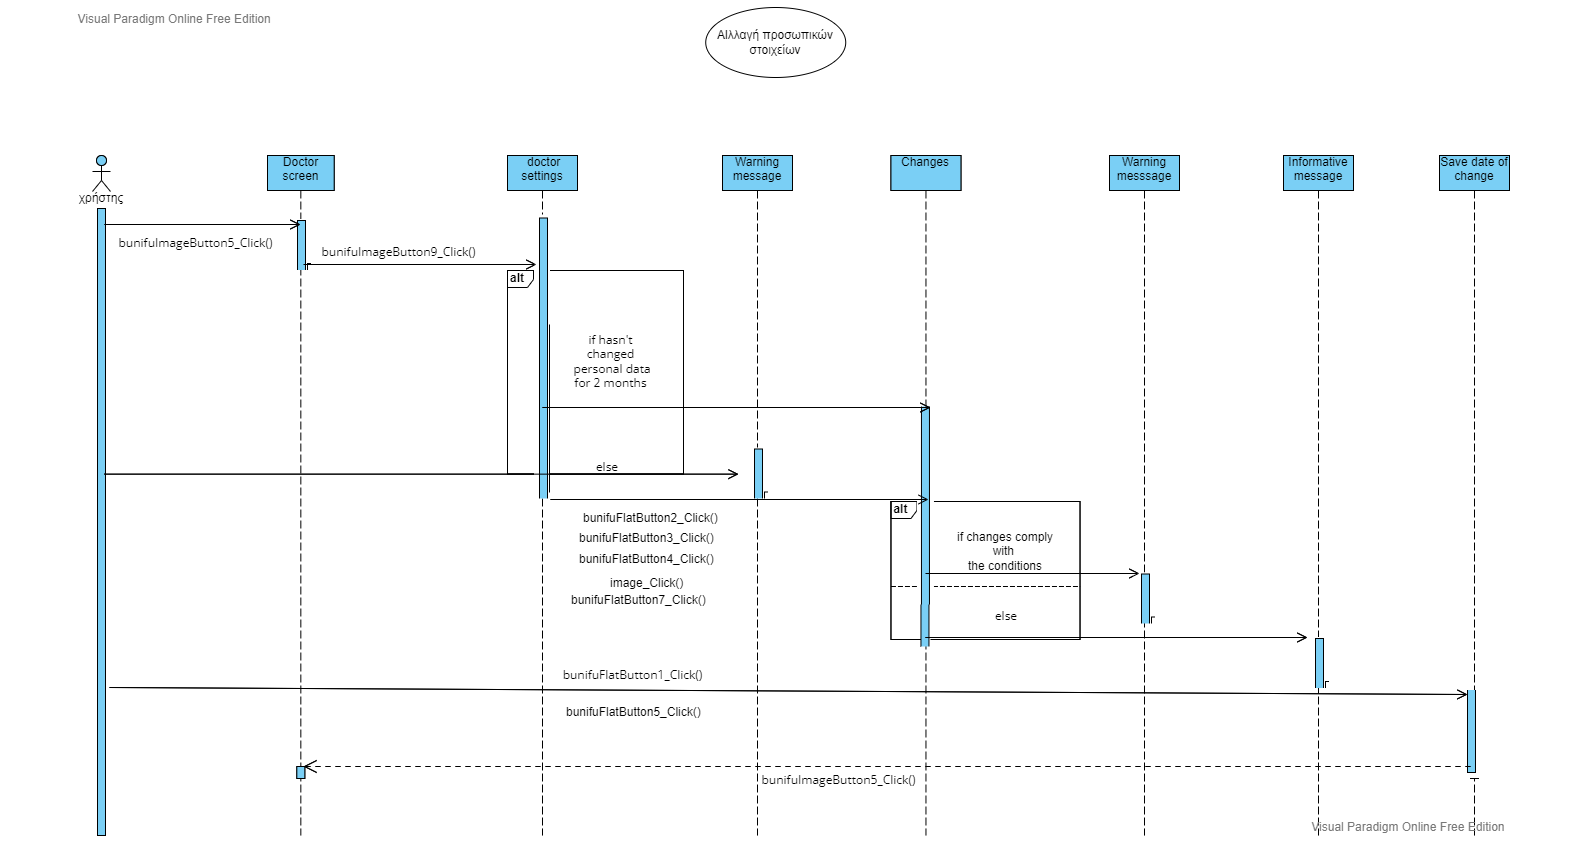 Visual Paradigm Online Free Edition
Αλλαγή προσωπικών
στοιχείων
χρήστης
Doctor
screen
doctor
settings
Warning
message
Changes
Warning
messsage
Informative
message
Save date of
change
bunifuImageButton5_Click()
bunifuImageButton9_Click()
alt
if hasn't
changed
personal data
for 2 months
else
alt
bunifuFlatButton2_Click()
bunifuFlatButton3_Click()
bunifuFlatButton4_Click()
image_Click()
bunifuFlatButton7_Click()
if changes comply
with
the conditions
else
bunifuFlatButton1_Click()
bunifuFlatButton5_Click()
bunifuImageButton5_Click()
Visual Paradigm Online Free Edition